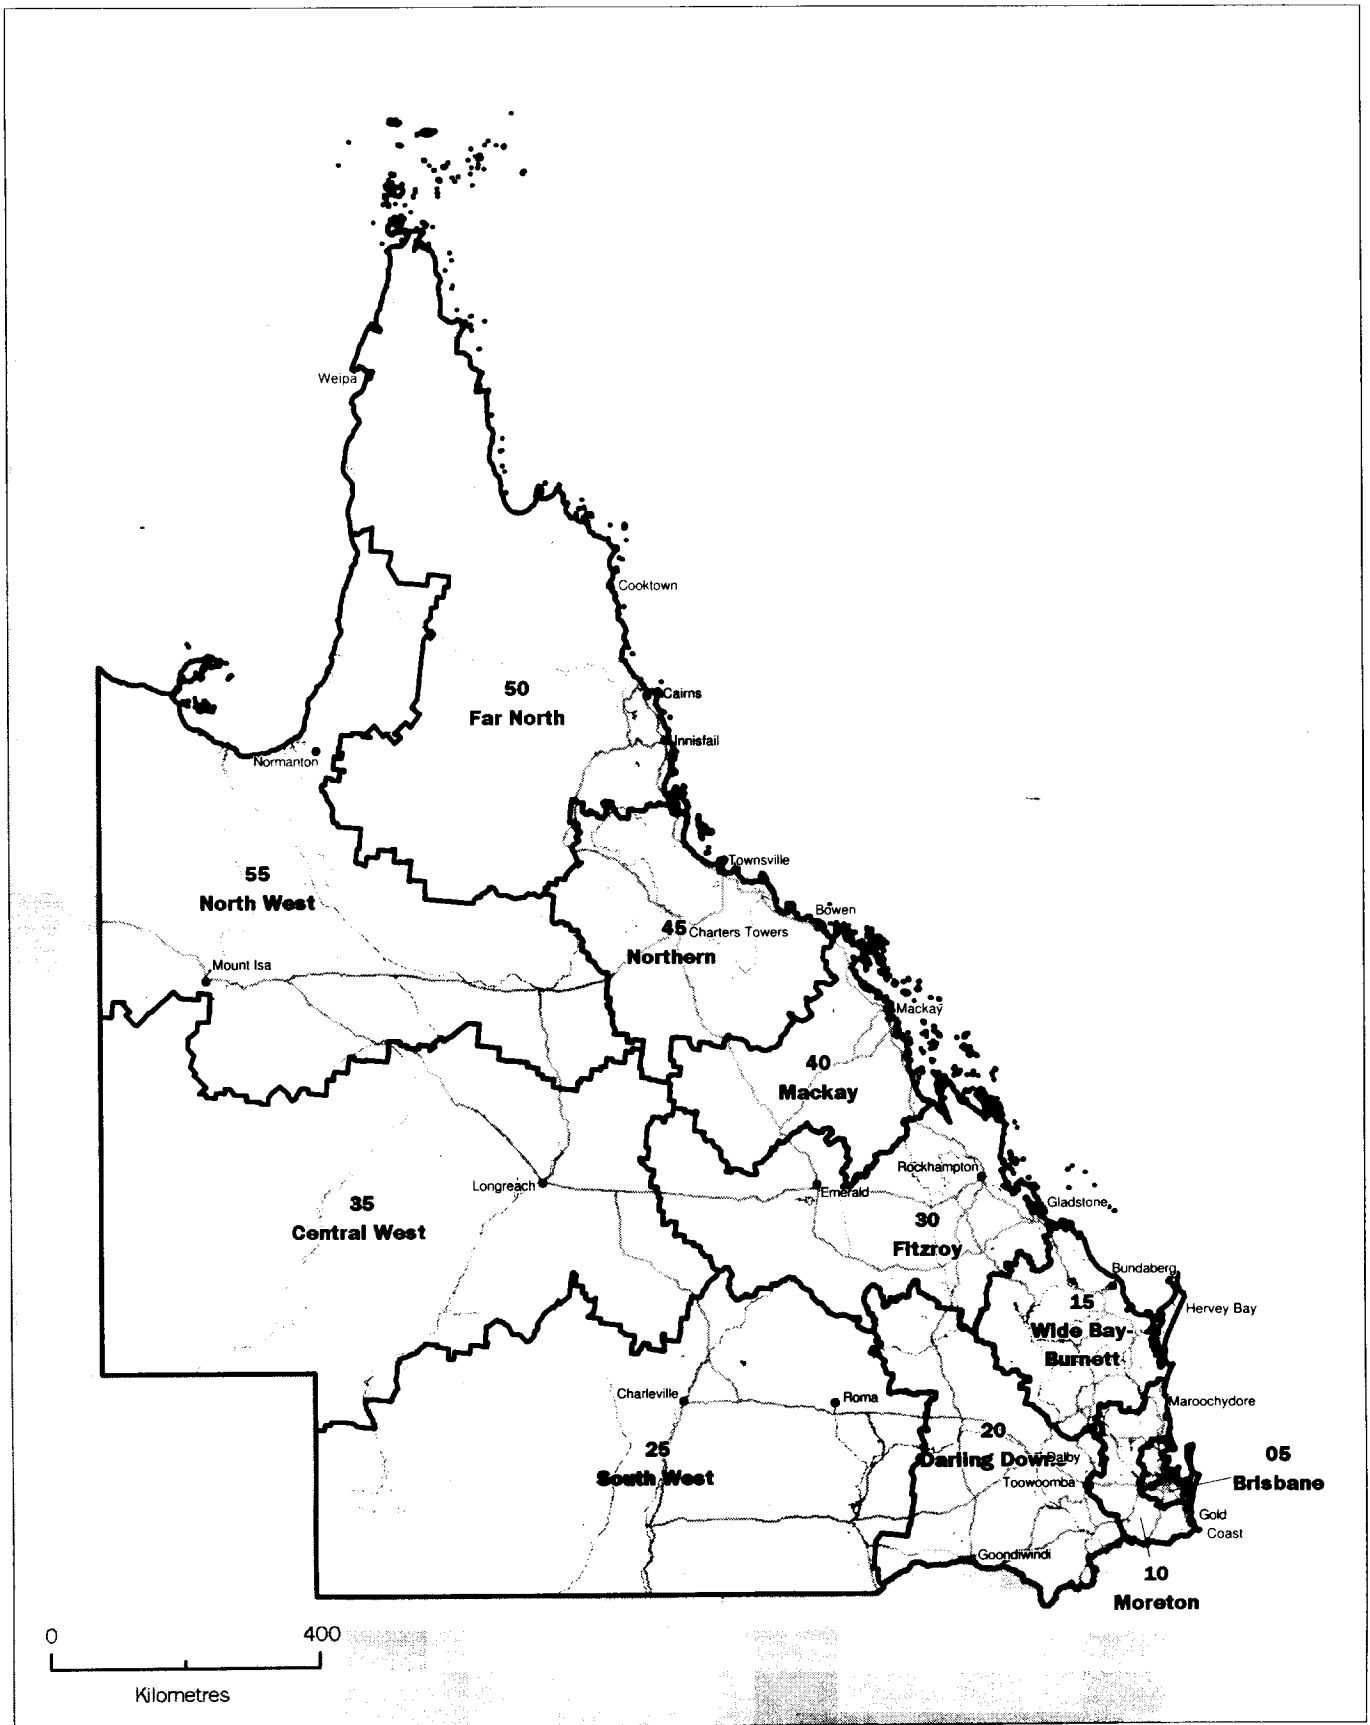 Weipa
Cooktown
50
Far North
Cairns
Innisfail
Normanton
55
North West
Townsville
Bowen
45
Charters Towers
Northern
Mount Isa
Mackay
40
Mackay
Rockhampton
Longreach
Emerald
Gladstone
35
Central West
30
Fitzroy
Bundaberg
15
Hervey Bay
Wide Bay-
Burnett
Charleville
Roma
Maroochydore
20
Darling Downs
Dalby
25
South West
Toowoomba
05
Brisbane
Gold
Coast
Goondiwindi
10
Moreton
0
400
Kilometres